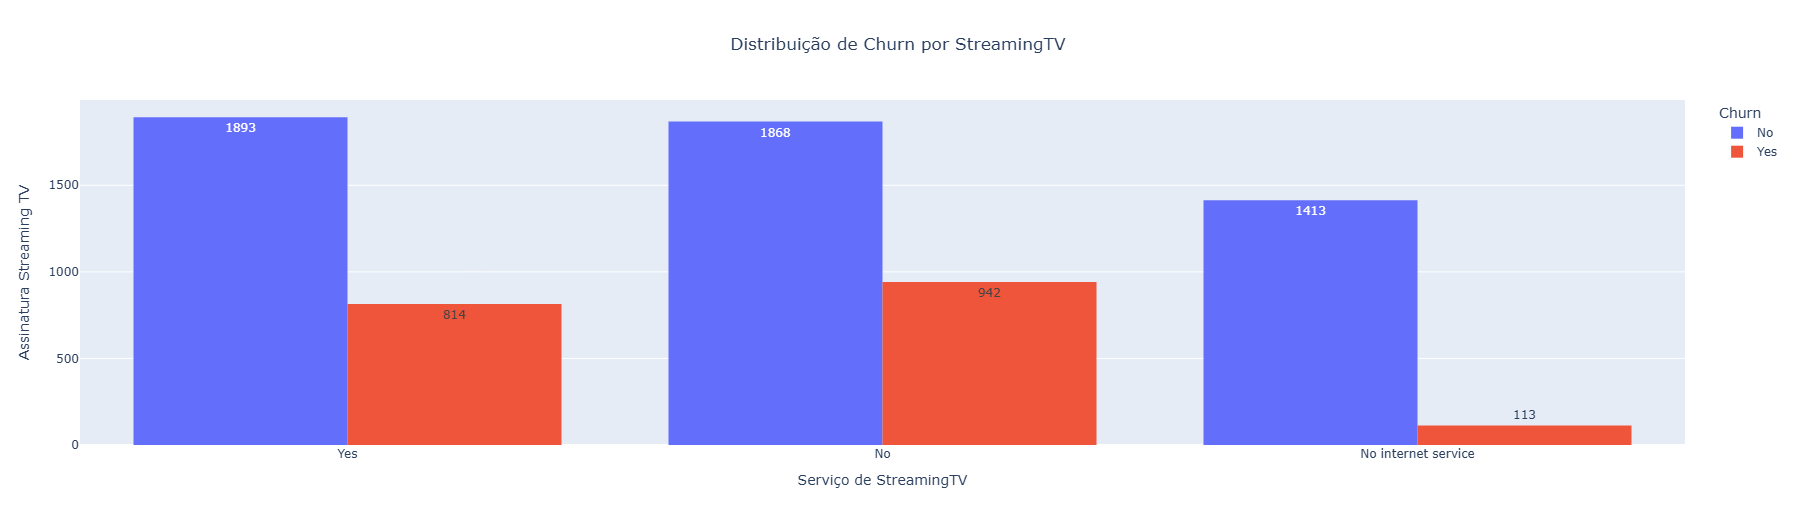 Distribuição de Churn por StreamingTV
Churn
No
Yes
Assinatura Streaming TV
1500
1000
500
0
1893
814
1868
942
1413
113
Yes
No
No internet service
Serviço de StreamingTV